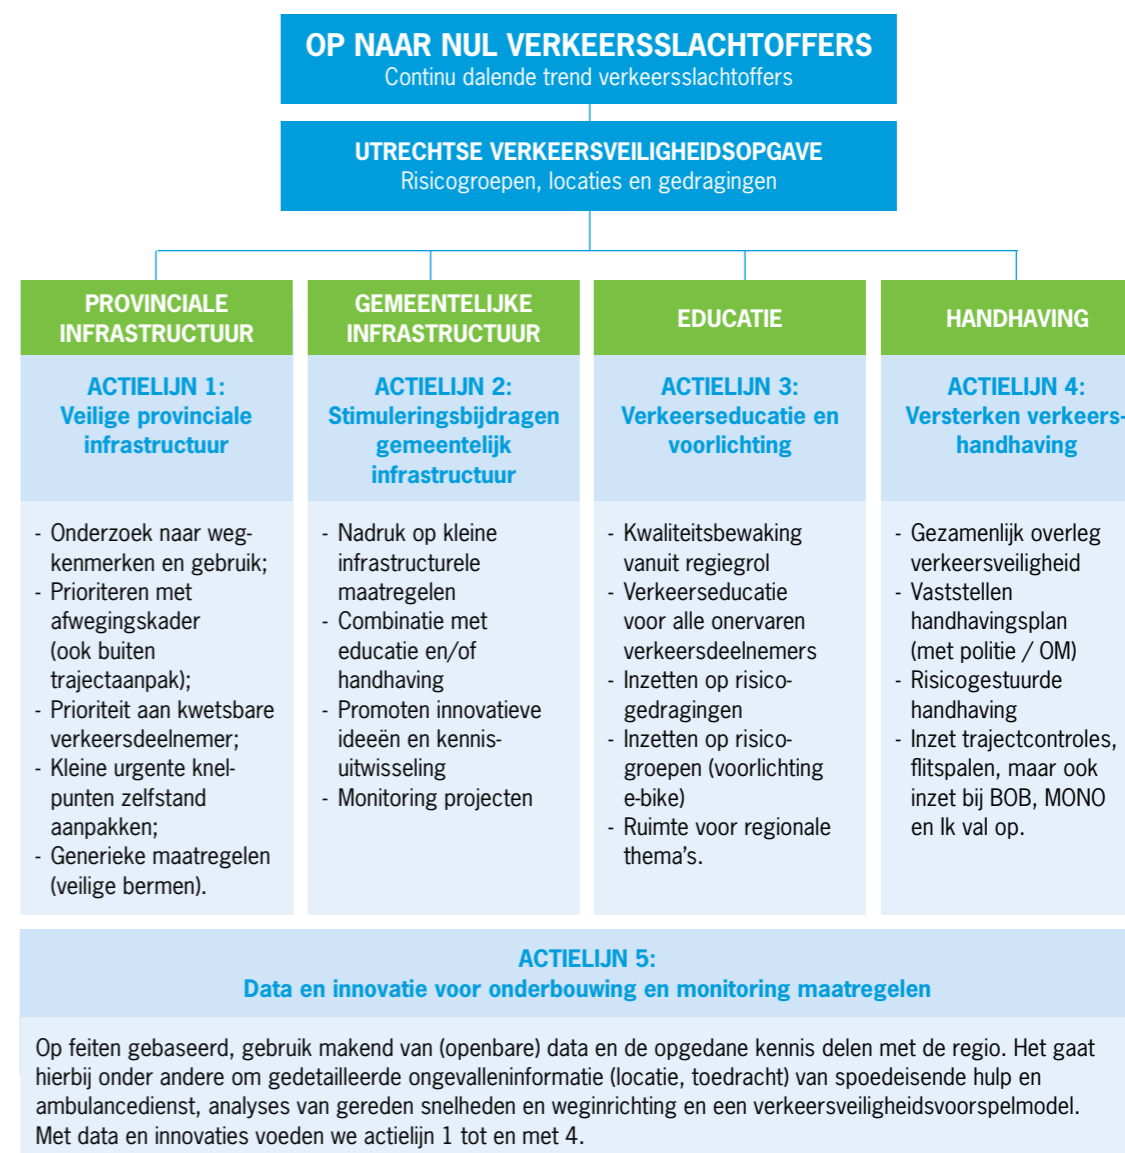 OP NAAR NUL VERKEERSSLACHTOFFERS
Continu dalende trend verkeersslachtoffers
UTRECHTSE VERKEERSVEILIGHEIDSOPGAVE
Risicogroepen, locaties en gedragingen
PROVINCIALE
INFRASTRUCTUUR
ACTIELIJN 1:
Veilige provinciale
infrastructuur
- Onderzoek naar weg-
kenmerken en gebruik;
- Prioriteren met
afwegingskader
(ook buiten
trajectaanpak);
- Prioriteit aan kwetsbare
verkeersdeelnemer;
- Kleine urgente knel-
punten zelfstand
aanpakken;
- Generieke maatregelen
(veilige bermen).
GEMEENTELIJKE
INFRASTRUCTUUR
ACTIELIJN 2:
Stimuleringsbijdragen
gemeentelijk
infrastructuur
- Nadruk op kleine
infrastructurele
maatregelen
- Combinatie met
educatie en/of
handhaving
- Promoten innovatieve
ideeën en kennis-
uitwisseling
- Monitoring projecten
EDUCATIE
ACTIELIJN 3:
Verkeerseducatie en
voorlichting
- Kwaliteitsbewaking
vanuit regiegrol
- Verkeerseducatie
voor alle onervaren
verkeersdeelnemers
- Inzetten op risico-
gedragingen
- Inzetten op risico-
groepen (voorlichting
e-bike)
- Ruimte voor regionale
thema's.
HANDHAVING
ACTIELIJN 4:
Versterken verkeers-
handhaving
- Gezamenlijk overleg
verkeersveiligheid
- Vaststellen
handhavingsplan
(met politie / OM)
- Risicogestuurde
handhaving
- Inzet trajectcontroles,
flitspalen, maar ook
inzet bij BOB, MONO
en Ik val op.
ACTIELIJN 5:
Data en innovatie voor onderbouwing en monitoring maatregelen
Op feiten gebaseerd, gebruik makend van (openbare) data en de opgedane kennis delen met de regio. Het gaat
hierbij onder andere om gedetailleerde ongevalleninformatie (locatie, toedracht) van spoedeisende hulp en
ambulancedienst, analyses van gereden snelheden en weginrichting en een verkeersveiligheidsvoorspelmodel.
Met data en innovaties voeden we actielijn 1 tot en met 4.